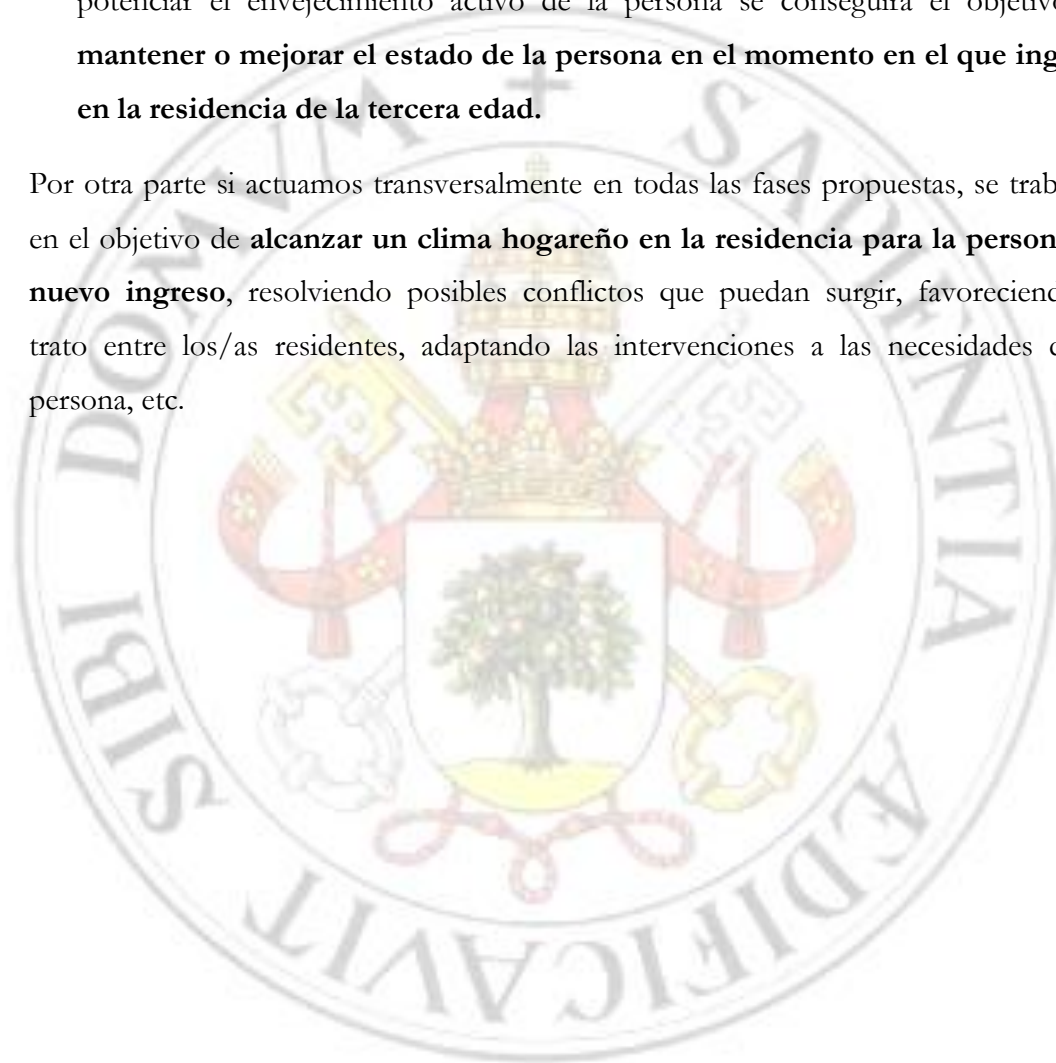 potenciar el envejecimiento activo de la persona se conseguirá el objetivo
mantener o mejorar el estado de la persona en el momento en el que ing
en la residencia de la tercera edad.
Por otra parte si actuamos transversalmente en todas las fases propuestas, se trab
en el objetivo de alcanzar un clima hogareño en la residencia para la person
nuevo ingreso, resolviendo posibles conflictos que puedan surgir, favoreciend
trato entre los/as residentes, adaptando las intervenciones a las necesidades d
persona, etc.
SAPIENTIA ÆDIFICAVIT SIBI DOMVM